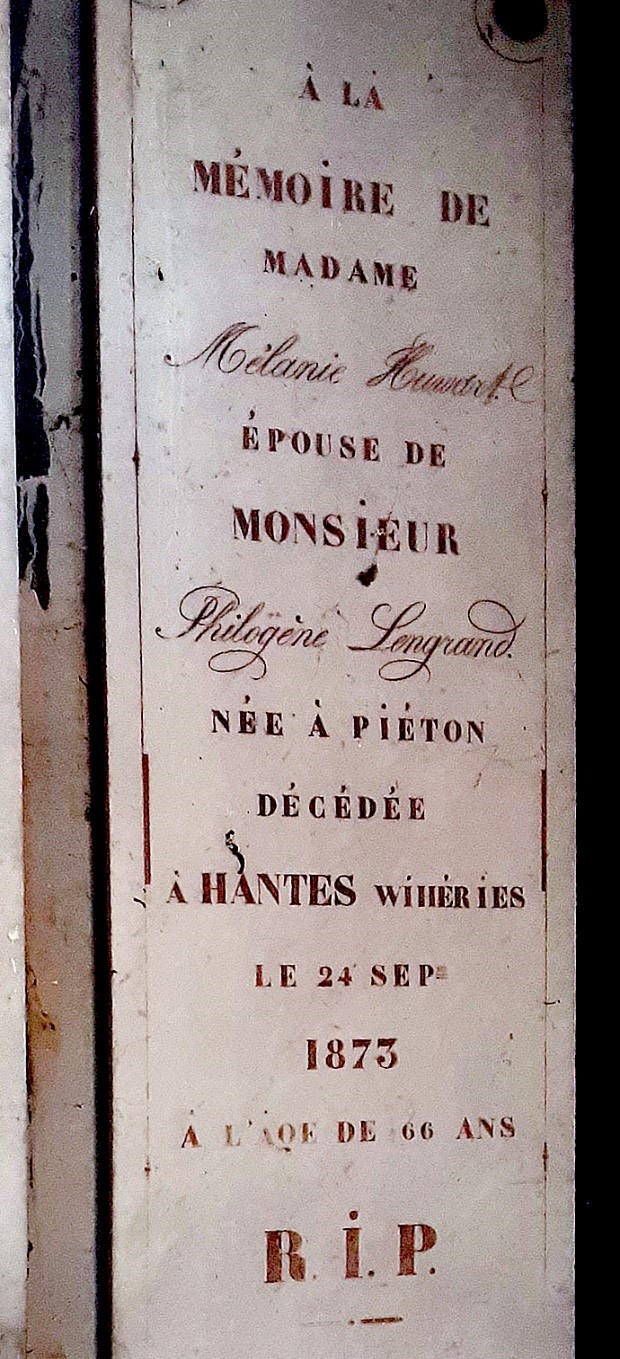 À LA
MÉMOIRE DE
MADAME
Mélanie
ÉPOUSE DE
MONSIEUR
Philogène Lengrand.
NÉE À PIÉTON
DÉCÉDÉE
À HANTES WIHÉRIES
LE 24 SEP
1873
À L'ÂGE DE 66 ANS
R. I. P.